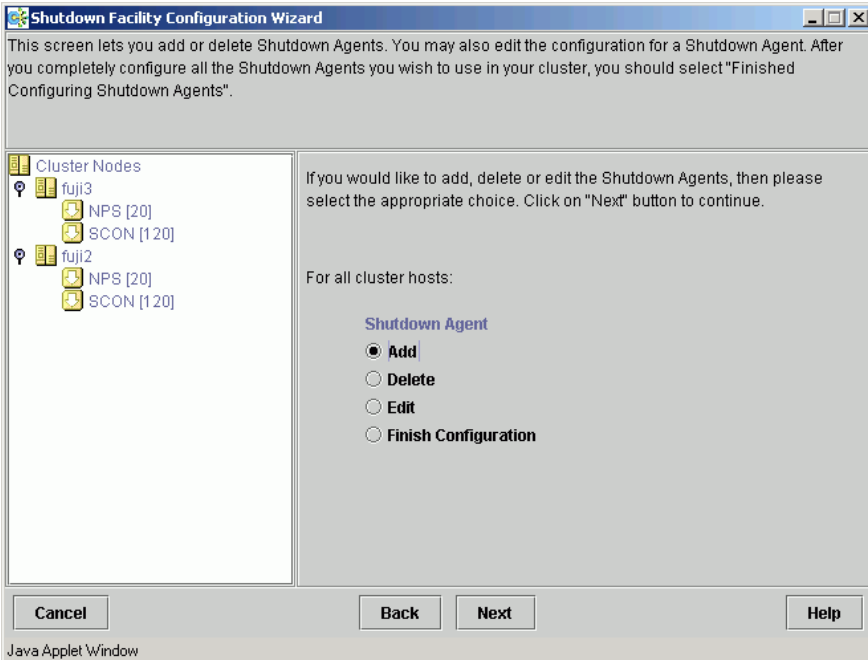 Shutdown Facility Configuration Wizard
This screen lets you add or delete Shutdown Agents. You may also edit the configuration for a Shutdown Agent. After
you completely configure all the Shutdown Agents you wish to use in your cluster, you should select "Finished
Configuring Shutdown Agents".
Cluster Nodes
fuji3
NPS [20]
SCON [120]
fuji2
NPS [20]
SCON [120]
If you would like to add, delete or edit the Shutdown Agents, then please
select the appropriate choice. Click on "Next" button to continue.
For all cluster hosts:
Shutdown Agent
Add
Delete
Edit
Finish Configuration
Cancel
Back
Next
Help
Java Applet Window